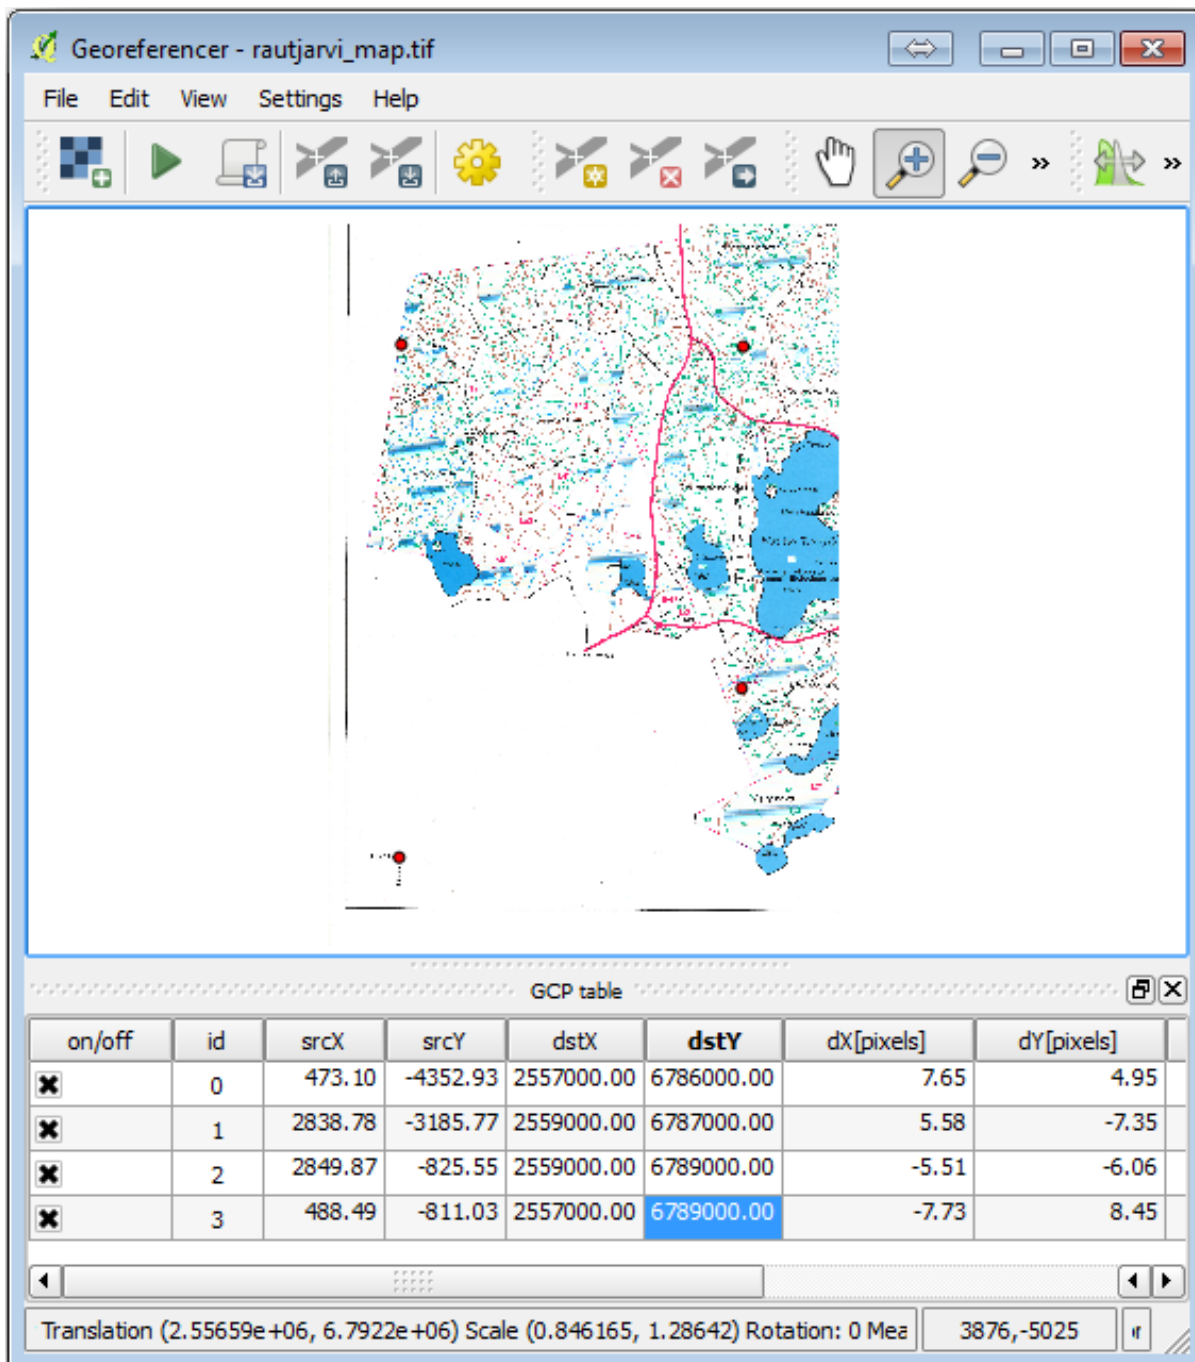 Georeferencer - rautjarvi_map.tif
File Edit View Settings Help
» »
GCP table
on/off id srcX srcY dstX dstY dX[pixels] dY[pixels]
0 473.10 -4352.93 2557000.00 6786000.00 7.65 4.95
1 2838.78 -3185.77 2559000.00 6787000.00 5.58 -7.35
2 2849.87 -825.55 2559000.00 6789000.00 -5.51 -6.06
3 488.49 -811.03 2557000.00 6789000.00 -7.73 8.45
Translation (2.55659e+06, 6.7922e+06) Scale (0.846165, 1.28642) Rotation: 0 Mea 3876,-5025